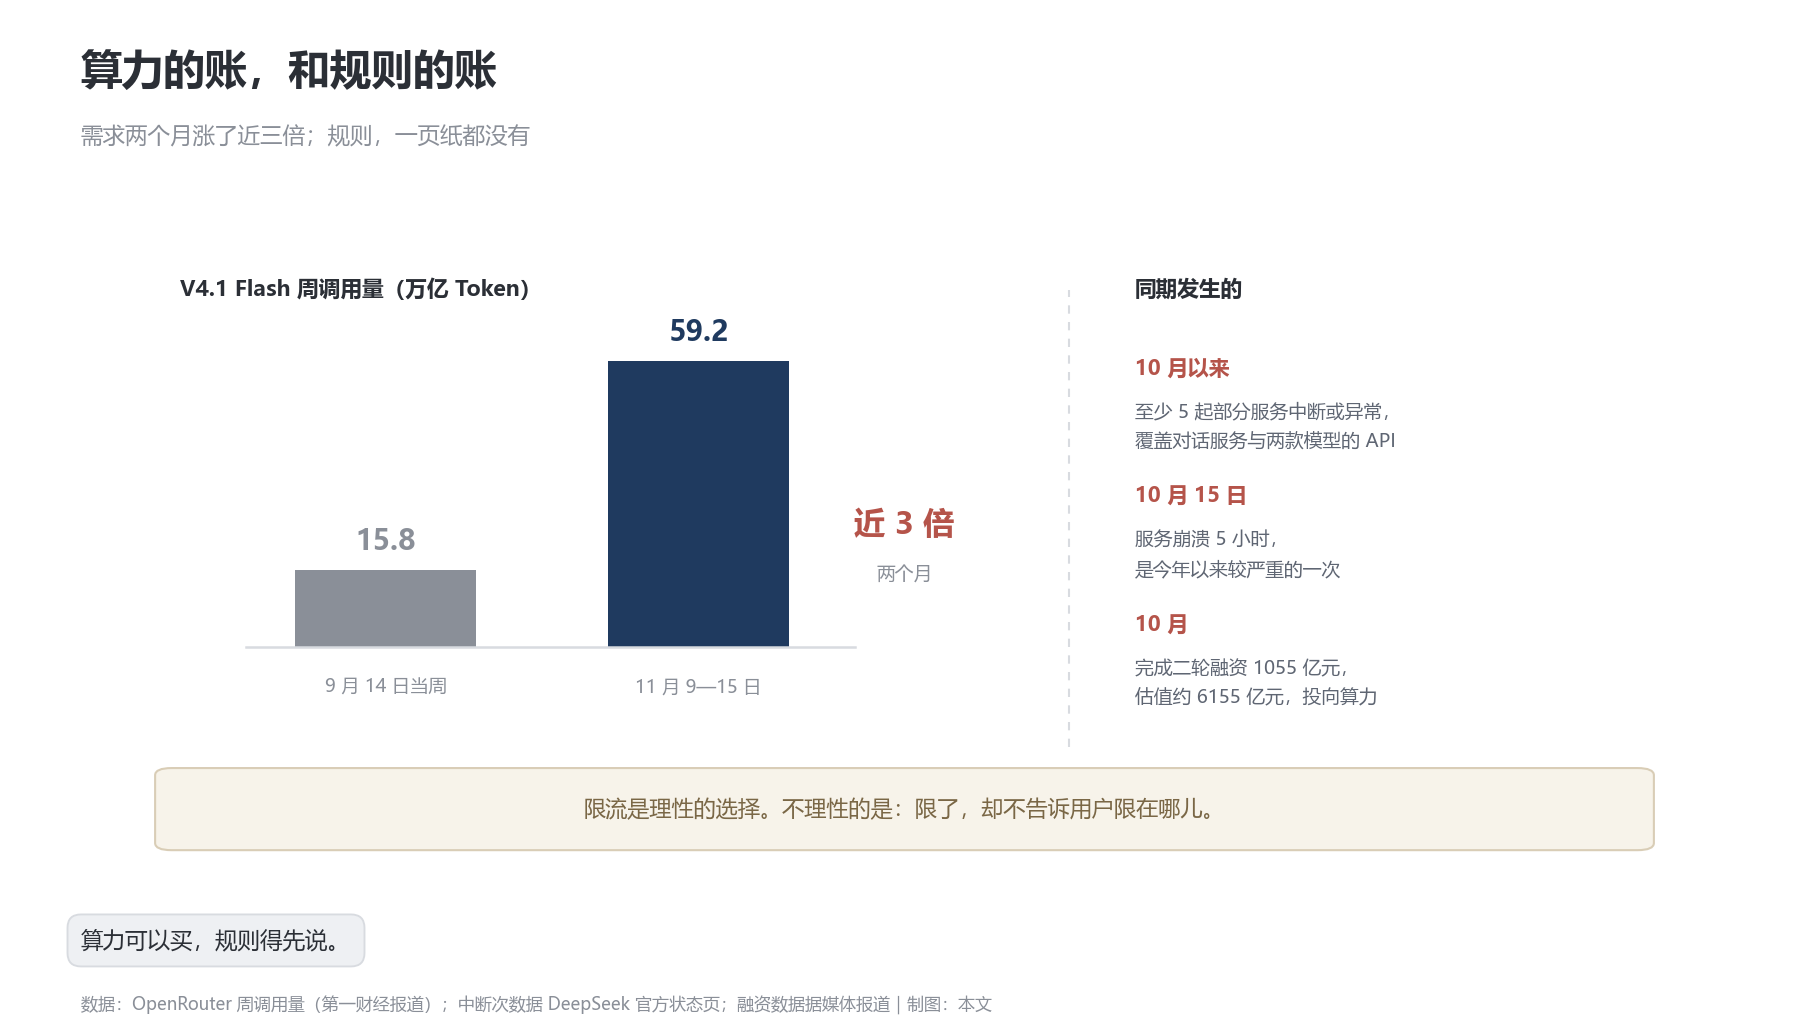 算力的账，和规则的账
需求两个月涨了近三倍；规则，一页纸都没有
V4.1 Flash 周调用量（万亿 Token）
59.2
15.8
近 3 倍
两个月
9 月 14 日当周
11 月 9—15 日
同期发生的
10 月以来
至少 5 起部分服务中断或异常，
覆盖对话服务与两款模型的 API
10 月 15 日
服务崩溃 5 小时，
是今年以来较严重的一次
10 月
完成二轮融资 1055 亿元，
估值约 6155 亿元，投向算力
限流是理性的选择。不理性的是：限了，却不告诉用户限在哪儿。
算力可以买，规则得先说。
数据：OpenRouter 周调用量（第一财经报道）；中断次数据 DeepSeek 官方状态页；融资数据据媒体报道 | 制图：本文